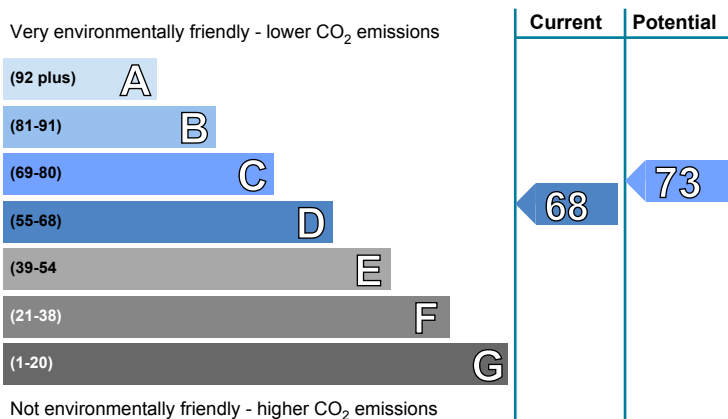 Current Potential
Very environmentally friendly - lower CO2 emissions
(92 plus) A
(81-91) B
(69-80) C
73
(55-68) D
68
(39-54 E
(21-38) F
(1-20) G
Not environmentally friendly - higher CO2 emissions